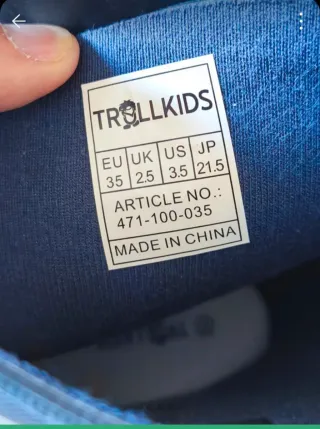 TROLLKIDS
EU UK US JP
35 2.5 3.5 21.5
ARTICLE NO.:
471-100-035
MADE IN CHINA